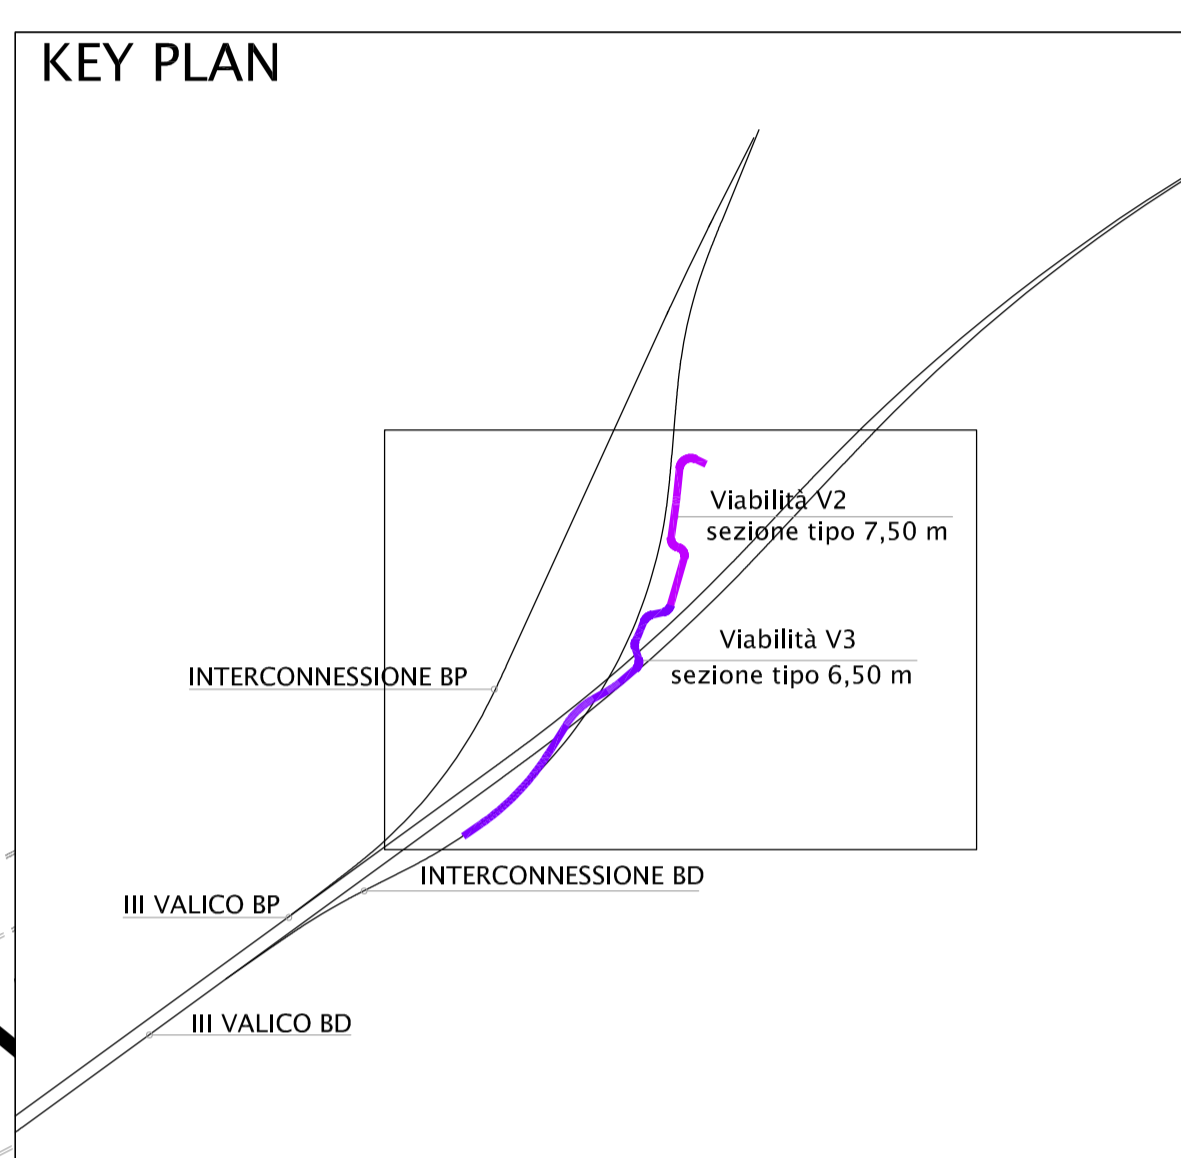 KEY PLAN
Viabilità V2
sezione tipo 7,50 m
Viabilità V3
sezione tipo 6,50 m
INTERCONNESSIONE BP
INTERCONNESSIONE BD
III VALICO BP
III VALICO BD